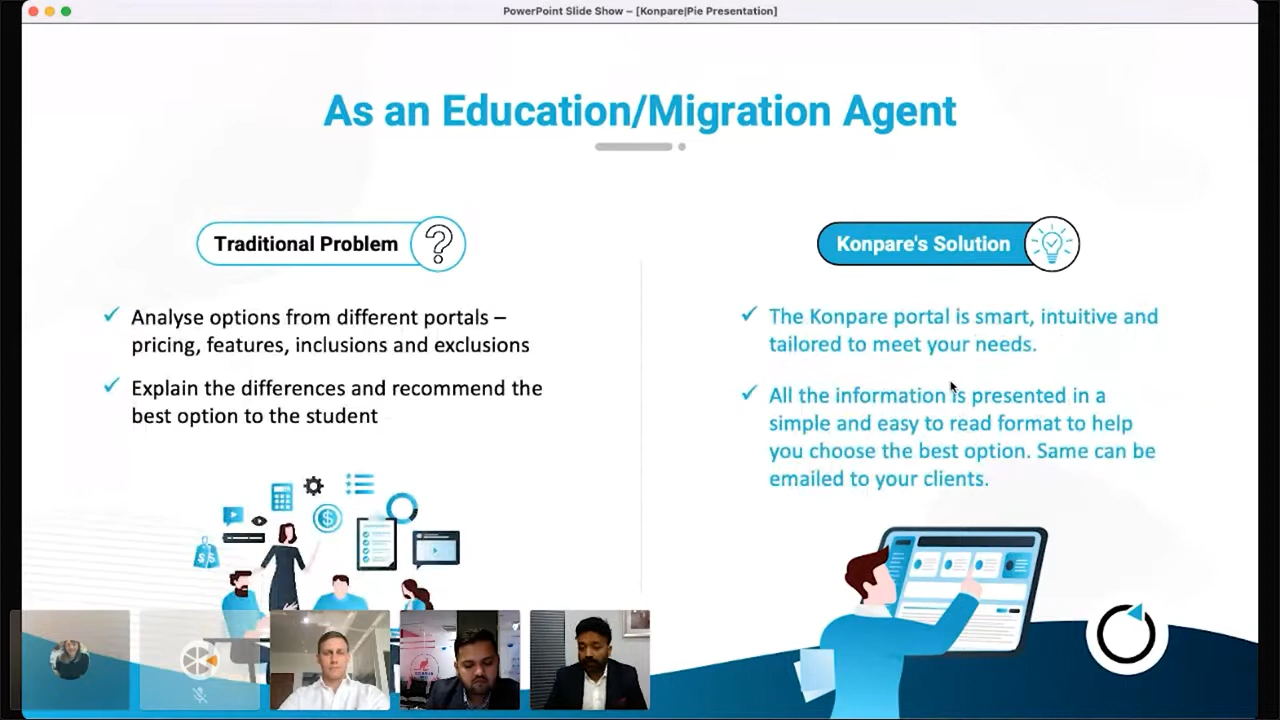 PowerPoint Slide Show – [Konpare|Pie Presentation]
As an Education/Migration Agent
Traditional Problem
Analyse options from different portals –
pricing, features, inclusions and exclusions
Explain the differences and recommend the
best option to the student
Konpare's Solution
The Konpare portal is smart, intuitive and
tailored to meet your needs.
All the information is presented in a
simple and easy to read format to help
you choose the best option. Same can be
emailed to your clients.